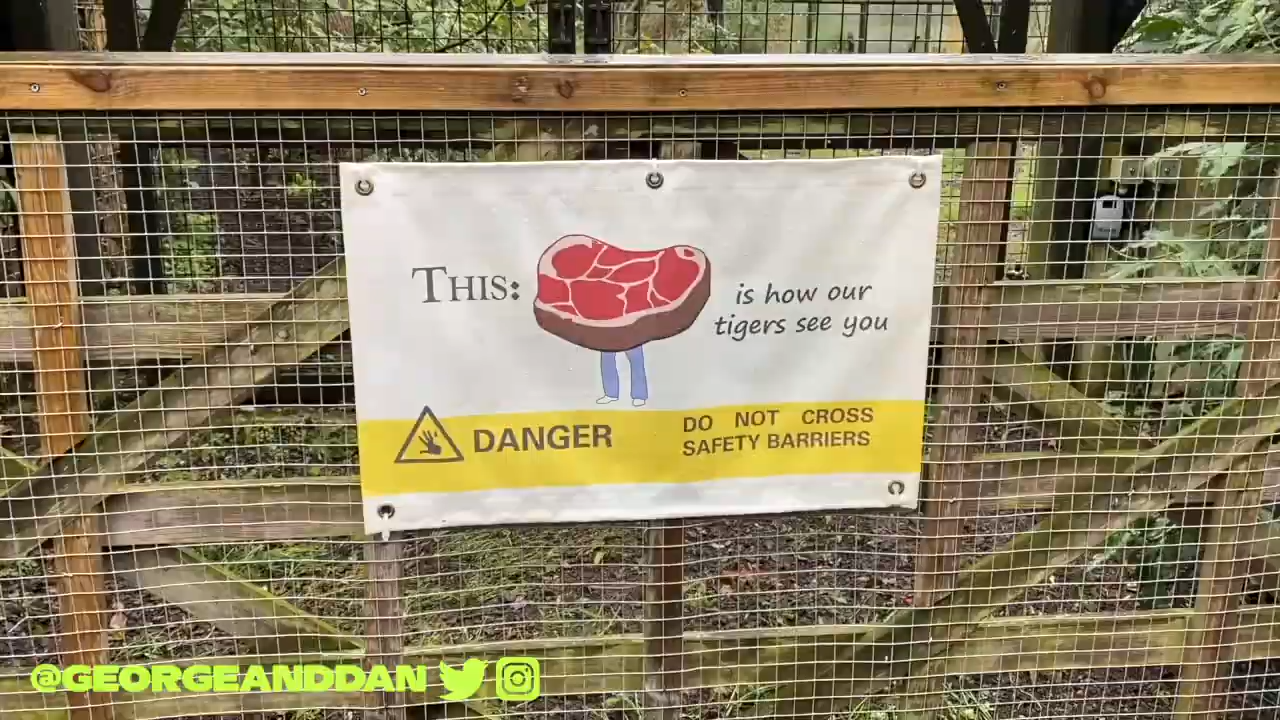 THIS:
is how our
tigers see you
DANGER
DO NOT CROSS
SAFETY BARRIERS
@GEORGEANDDAN